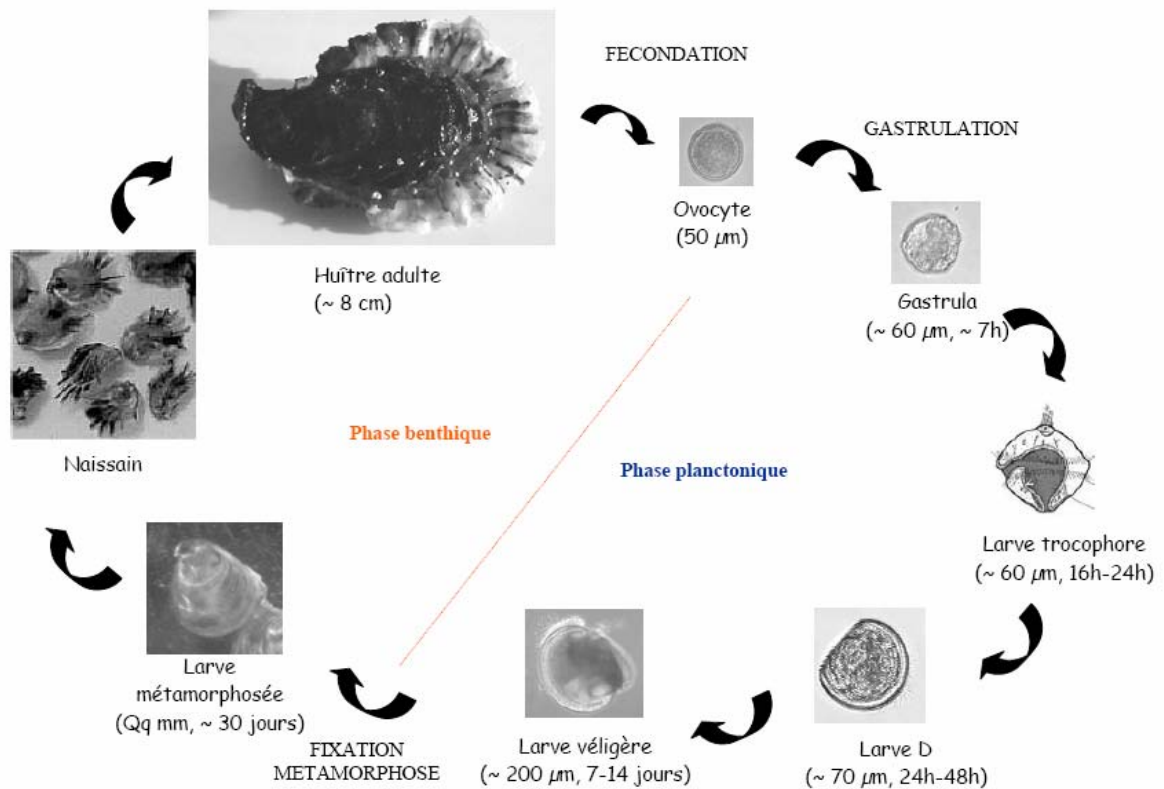 FECONDATION
GASTRULATION
Ovocyte
(50 µm)
Huître adulte
(~ 8 cm)
Gastrula
(~ 60 µm, ~ 7h)
Phase benthique
Naissain
Phase planctonique
Larve trocophore
(~ 60 µm, 16h-24h)
Larve
métamorphosée
(Qq mm, ~ 30 jours)
FIXATION
METAMORPHOSE
Larve véligère
(~ 200 µm, 7-14 jours)
Larve D
(~ 70 µm, 24h-48h)